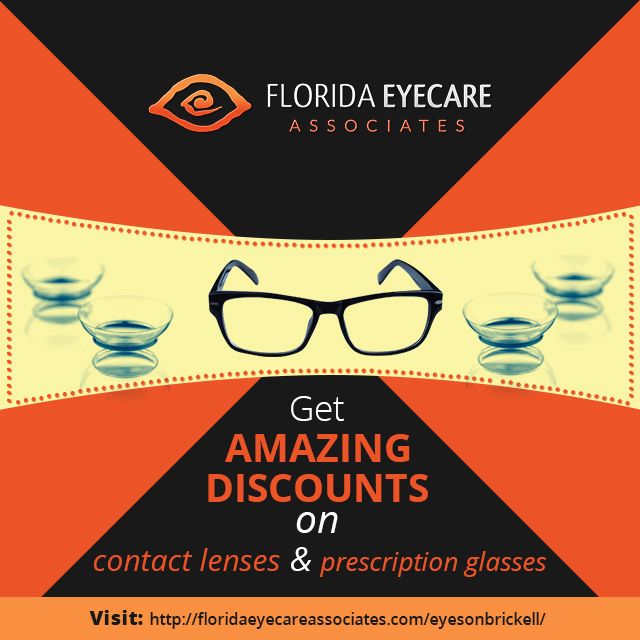 FLORIDA EYECARE
ASSOCIATES
Get
AMAZING
DISCOUNTS
on
contact lenses & prescription glasses
Visit: http://floridaeyecareassociates.com/eyesonbrickell/